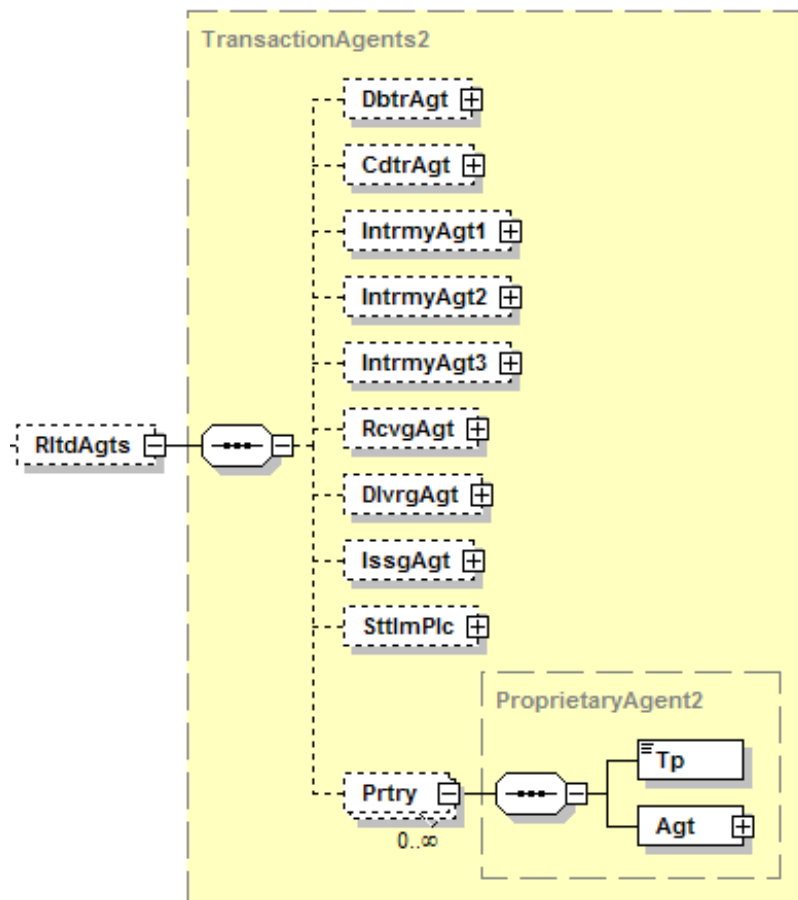 TransactionAgents2
DbtrAgt
CdtrAgt
IntrmyAgt1
IntrmyAgt2
IntrmyAgt3
RltdAgts
RcvgAgt
DlvrgAgt
IssgAgt
SttlmPlc
ProprietaryAgent2
Tp
Prtry
0..∞
Agt